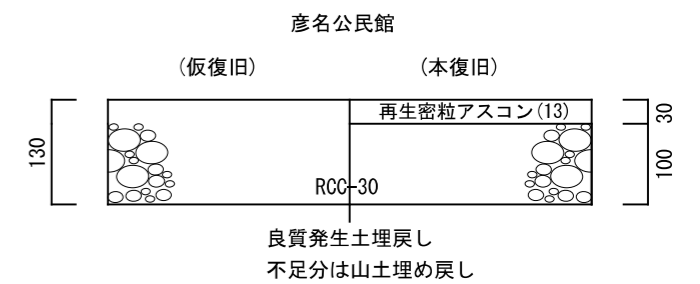 彦名公民館
(仮復旧)
(本復旧)
再生密粒アスコン(13)
30
130
100
RCC-30
良質発生土埋戻し
不足分は山土埋め戻し